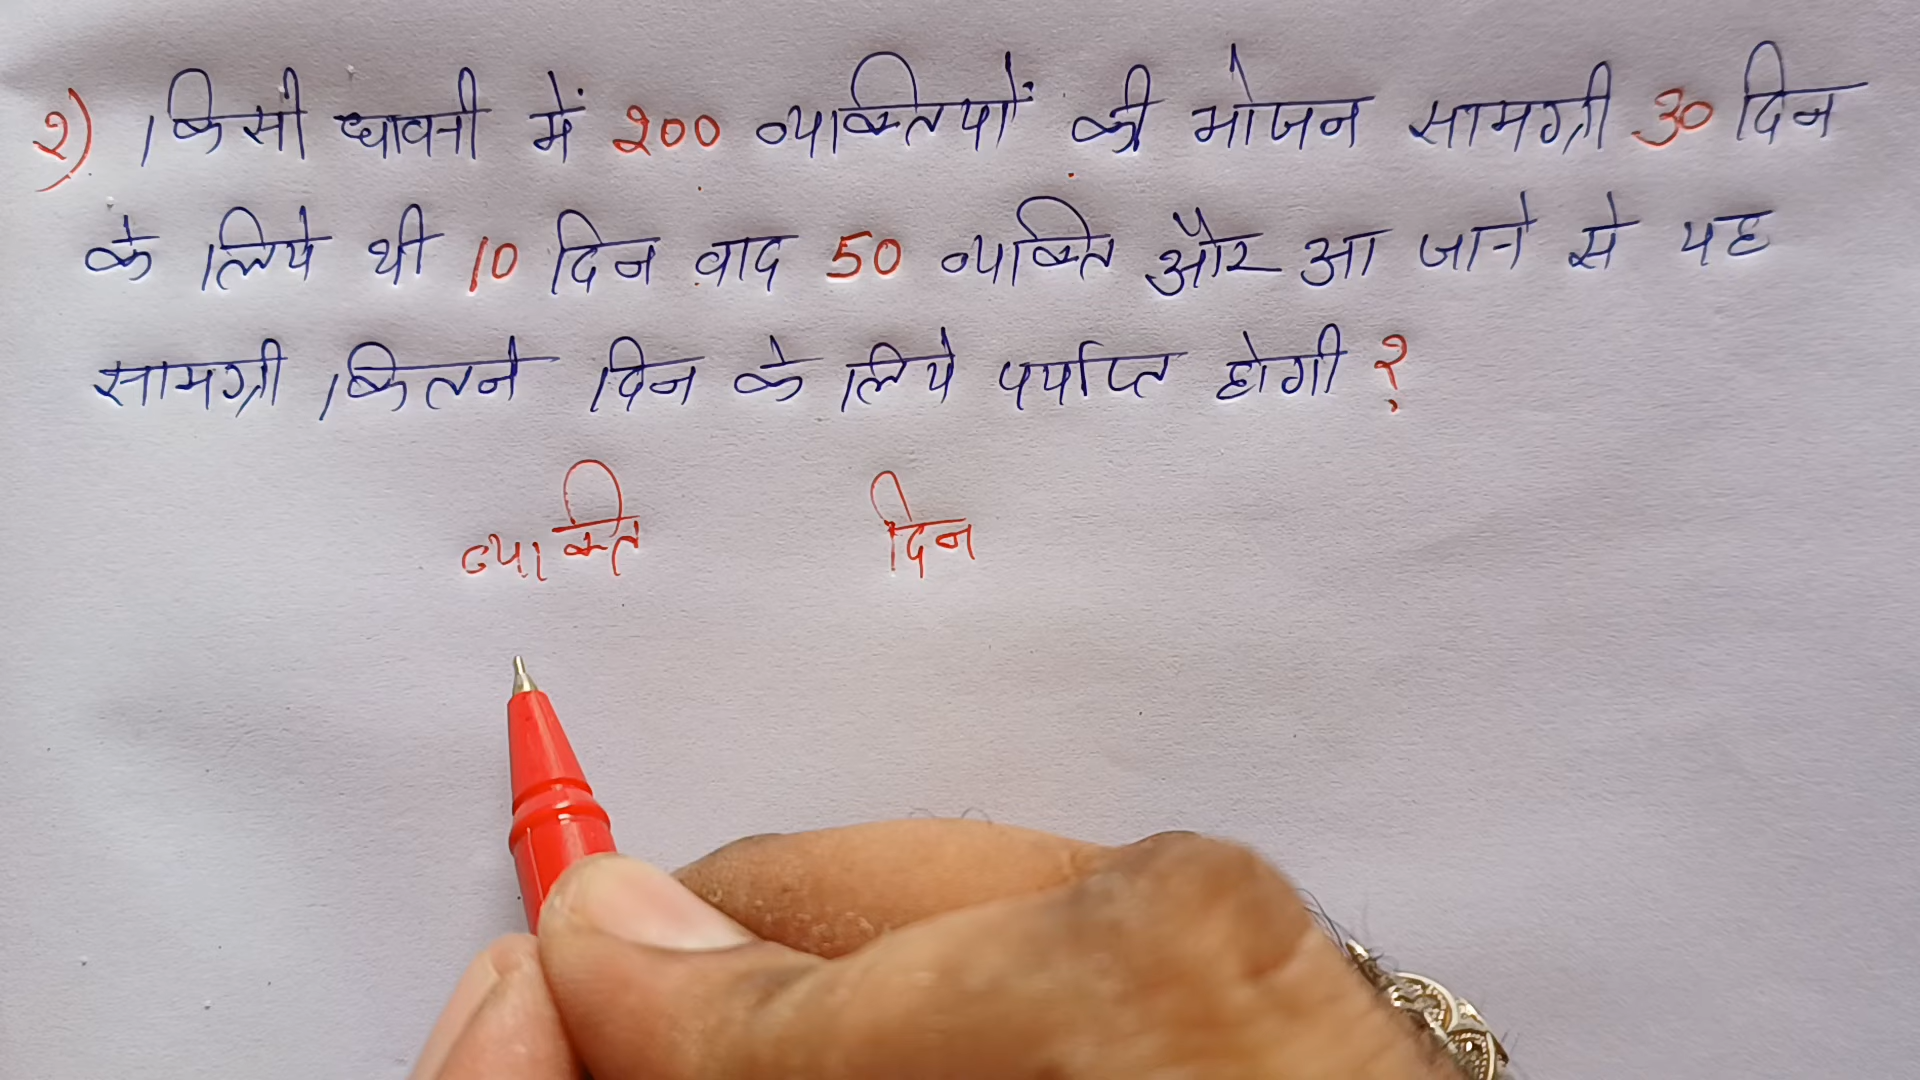 २) किसी छावनी में २०० व्यक्तियों की भोजन सामग्री 30 दिन
के लिये थी 10 दिन वाद 50 व्यक्ति और आ जाने से यह
सामग्री कितने दिन के लिये पर्याप्त होगी ?
व्यक्ति दिन